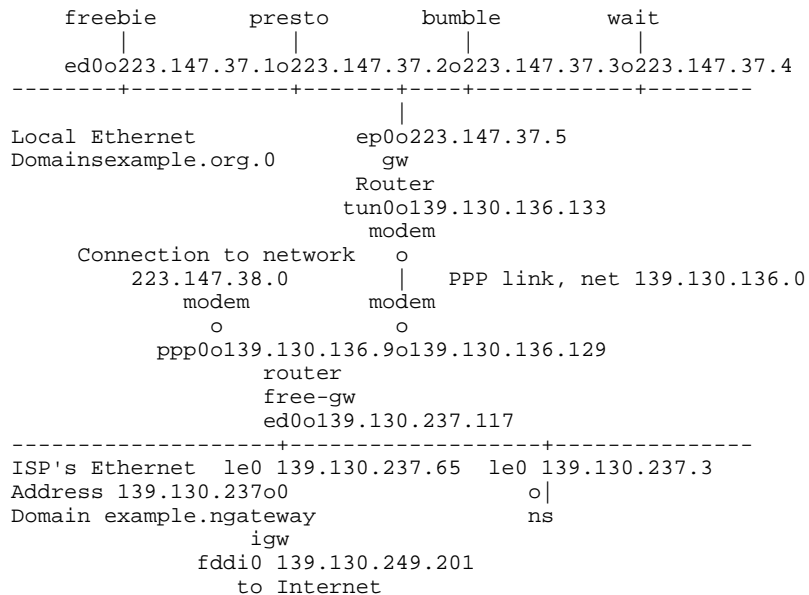 freebie presto bumble wait
| | | |
ed0o223.147.37.1o223.147.37.2o223.147.37.3o223.147.37.4
--------+------------+-------+----+------------+--------
|
Local Ethernet ep0o223.147.37.5
Domainsexample.org.0 gw
Router
tun0o139.130.136.133
modem
Connection to network o
223.147.38.0 | PPP link, net 139.130.136.0
modem modem
o o
ppp0o139.130.136.9o139.130.136.129
router
free-gw
ed0o139.130.237.117
--------------------+-------------------+---------------
ISP's Ethernet le0 139.130.237.65 le0 139.130.237.3
Address 139.130.237o0 o|
Domain example.ngateway ns
igw
fddi0 139.130.249.201
to Internet